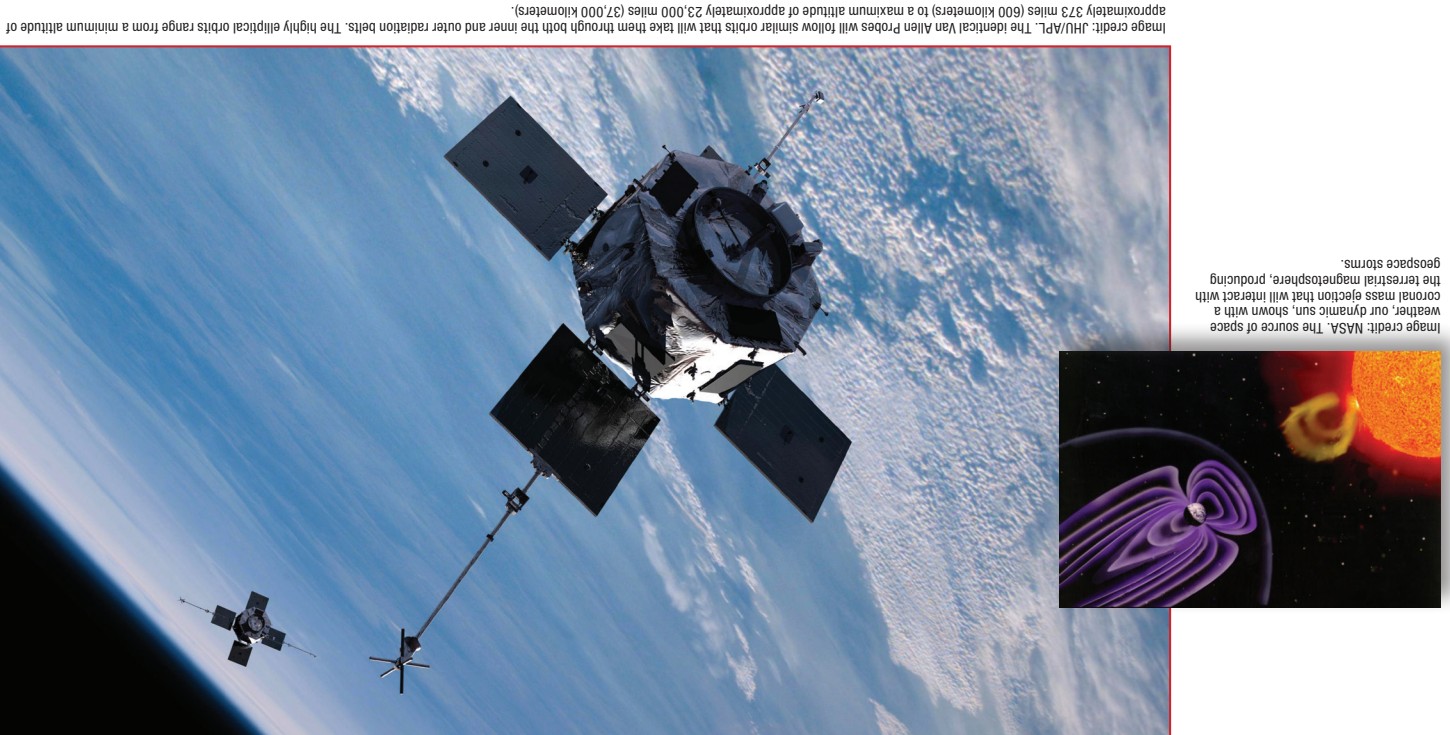 Image credit: NASA. The source of space
weather, our dynamic sun, shown with a
coronal mass ejection that will interact with
the terrestrial magnetosphere, producing
geospace storms.
Image credit: JHU/APL. The identical Van Allen Probes will follow similar orbits that will take them through both the inner and outer radiation belts. The highly elliptical orbits range from a minimum altitude of
approximately 373 miles (600 kilometers) to a maximum altitude of approximately 23,000 miles (37,000 kilometers).